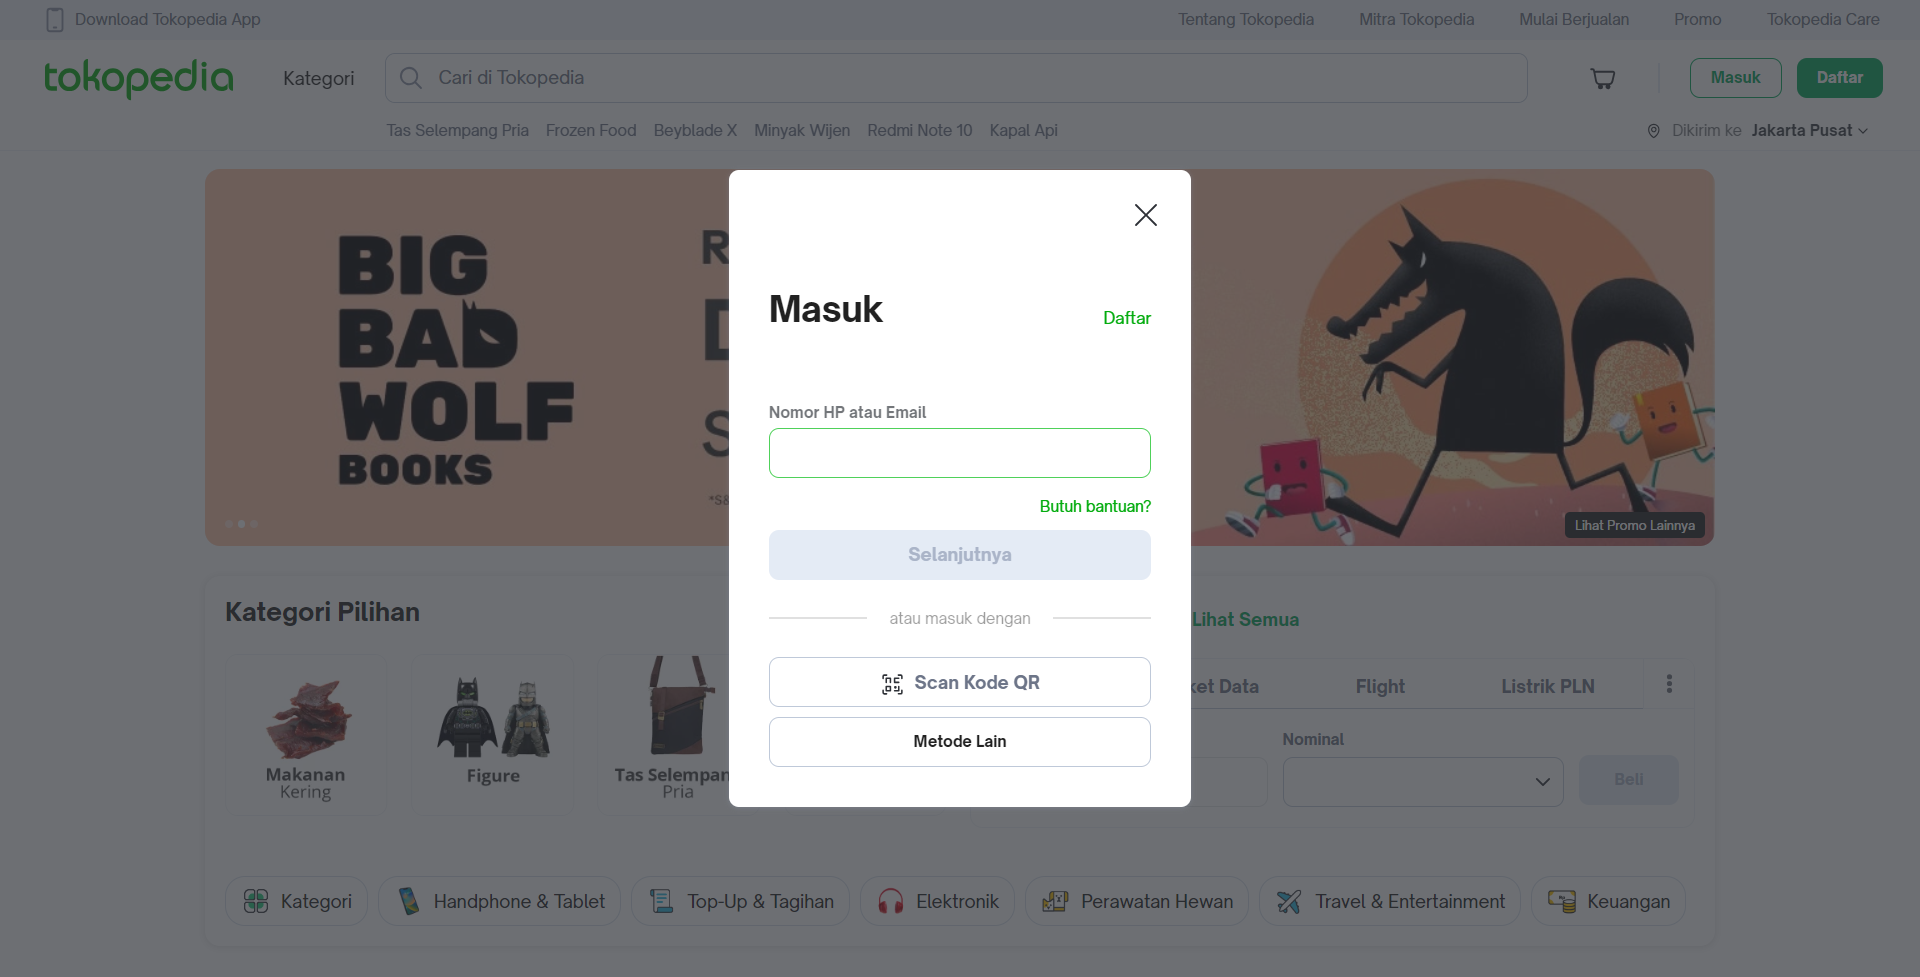 Download Tokopedia App
Tentang Tokopedia
Mitra Tokopedia
Mulai Berjualan
Promo
Tokopedia Care
tokopedia
Kategori
Cari di Tokopedia
Masuk
Daftar
Tas Selempang Pria
Frozen Food
Beyblade X
Minyak Wijen
Redmi Note 10
Kapal Api
Dikirim ke Jakarta Pusat
BIG
BAD
WOLF
BOOKS
Lihat Promo Lainnya
Masuk
Daftar
Nomor HP atau Email
Butuh bantuan?
Selanjutnya
atau masuk dengan
Scan Kode QR
Metode Lain
Kategori Pilihan
Lihat Semua
Makanan
Kering
Figure
Tas Selempan
Pria
ket Data
Flight
Listrik PLN
Nominal
Beli
Kategori
Handphone & Tablet
Top-Up & Tagihan
Elektronik
Perawatan Hewan
Travel & Entertainment
Keuangan